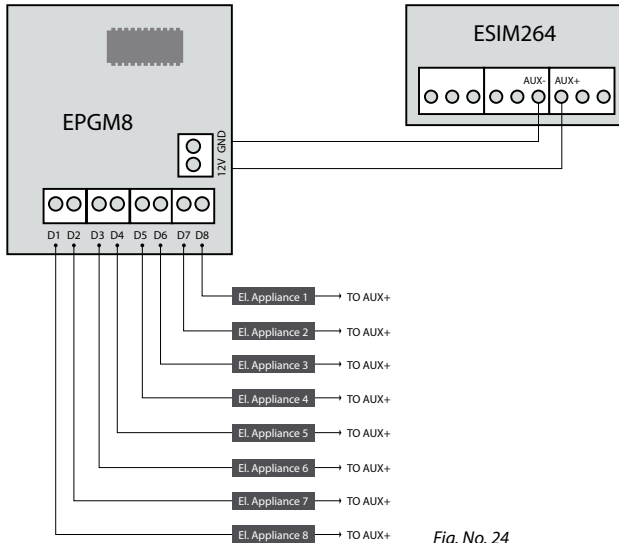 ESIM264
AUX- AUX+
EPGM8
12V GND
D1 D2 D3 D4 D5 D6 D7 D8
El. Appliance 1 TO AUX+
El. Appliance 2 TO AUX+
El. Appliance 3 TO AUX+
El. Appliance 4 TO AUX+
El. Appliance 5 TO AUX+
El. Appliance 6 TO AUX+
El. Appliance 7 TO AUX+
El. Appliance 8 TO AUX+
Fig. No. 24